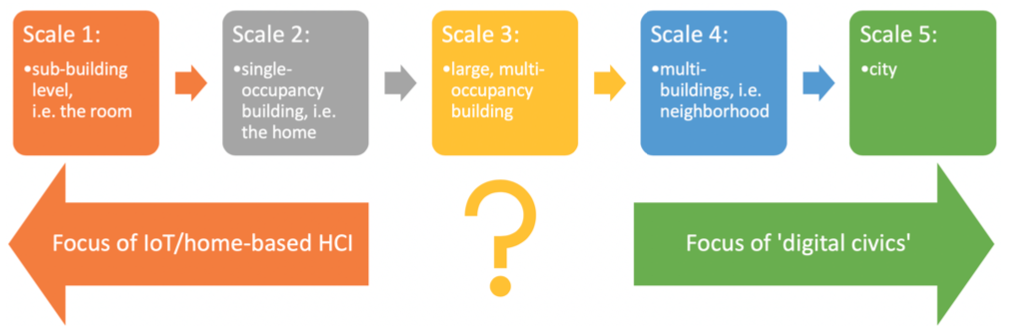 Scale 1:
•sub-building
level,
i.e. the room
Scale 2:
•single-
occupancy
building, i.e.
the home
Scale 3:
•large, multi-
occupancy
building
Scale 4:
•multi-
buildings, i.e.
neighborhood
Scale 5:
•city
Focus of IoT/home-based HCI
?
Focus of 'digital civics'